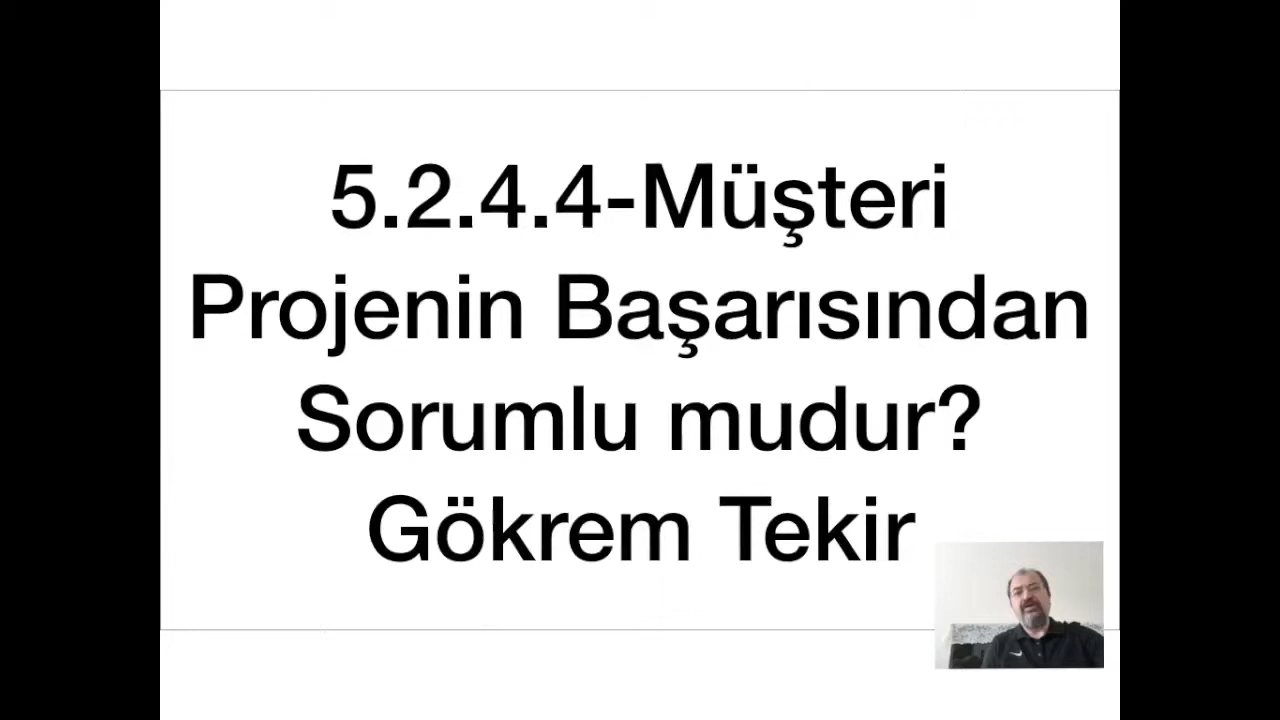 5.2.4.4-Müşteri
Projenin Başarısından
Sorumlu mudur?
Gökrem Tekir